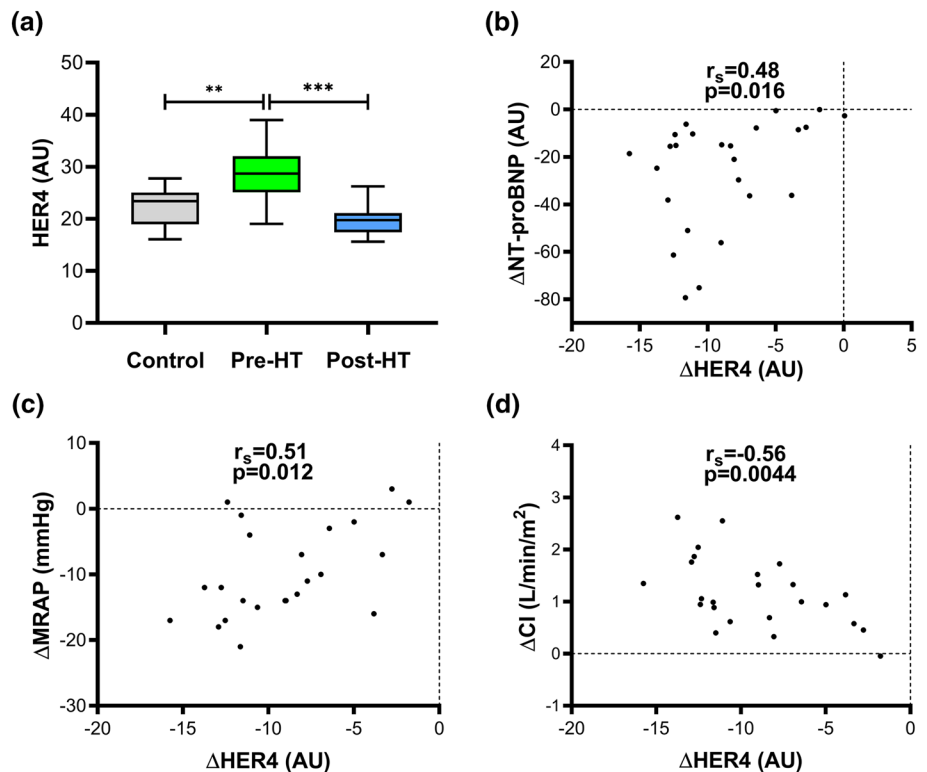 (a)
50
40
30
20
10
0
HER4 (AU)
**
***
Control Pre-HT Post-HT
(b)
20
0
-20
-40
-60
-80
ΔNT-proBNP (AU)
rs=0.48
p=0.016
-20 -15 -10 -5 0 5
ΔHER4 (AU)
(c)
10
0
-10
-20
-30
ΔMRAP (mmHg)
rs=0.51
p=0.012
-20 -15 -10 -5 0
ΔHER4 (AU)
(d)
4
3
2
1
0
-1
ΔCI (L/min/m²)
rs=-0.56
p=0.0044
-20 -15 -10 -5 0
ΔHER4 (AU)